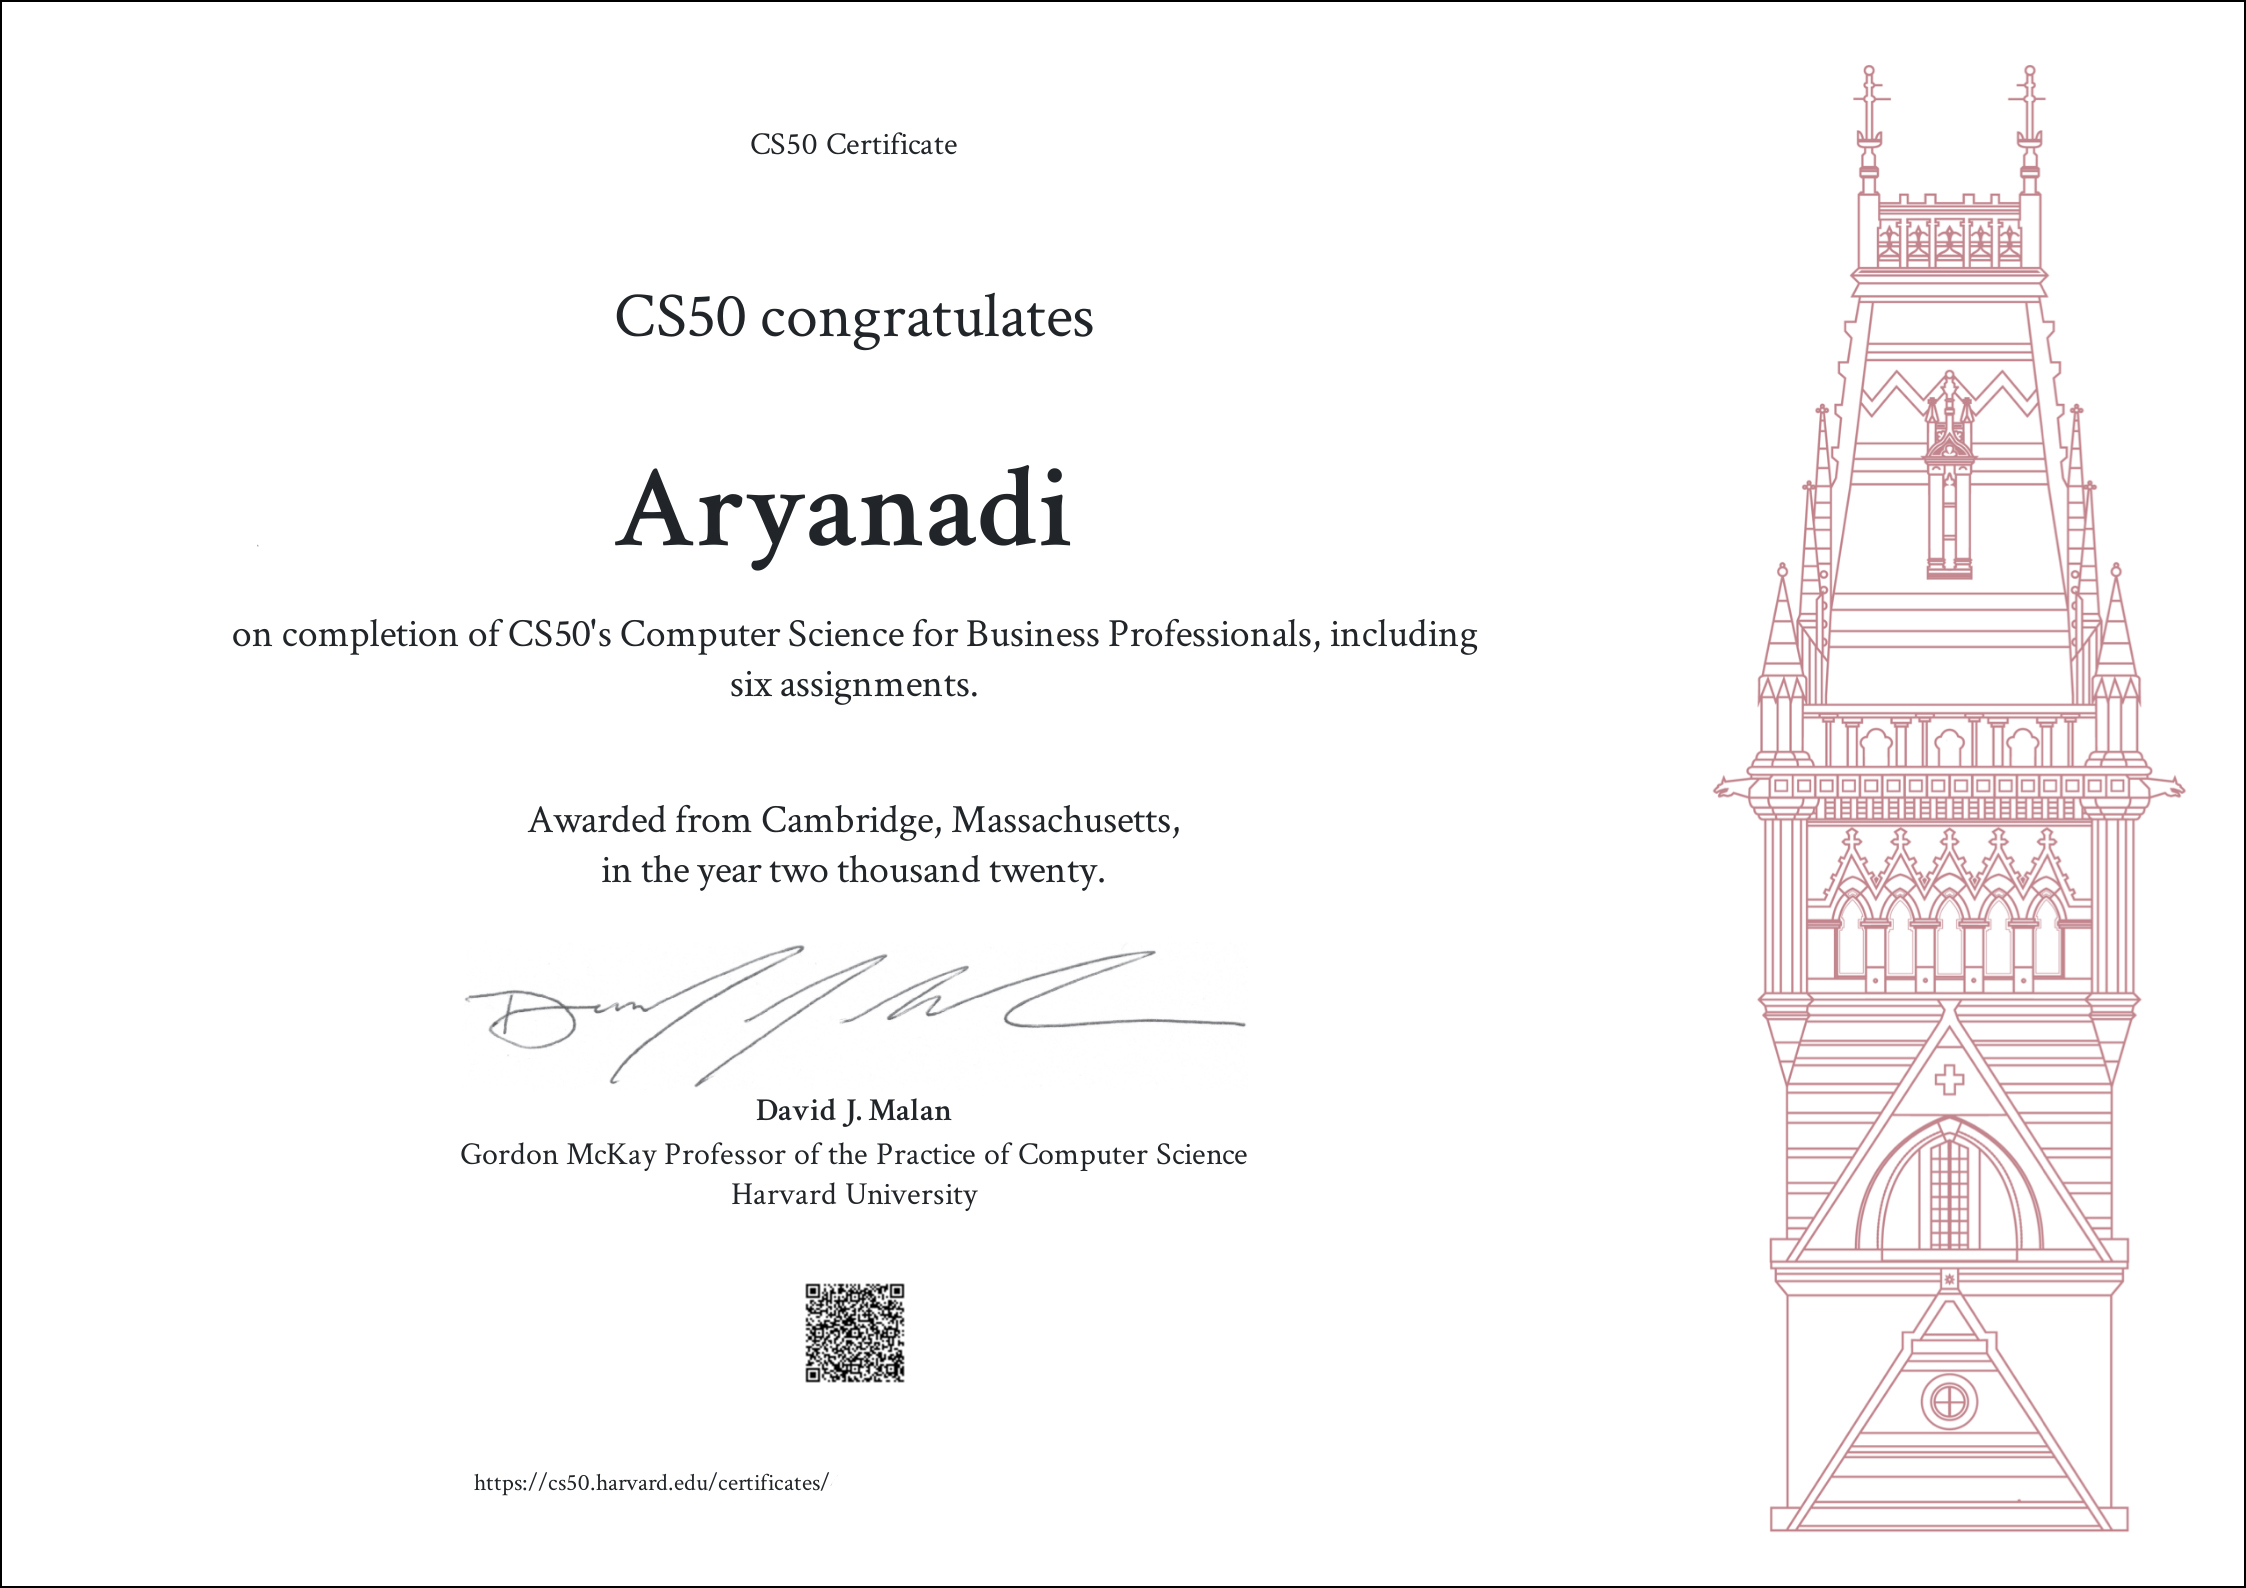 CS50 Certificate
CS50 congratulates
Aryanadi
on completion of CS50's Computer Science for Business Professionals, including
six assignments.
Awarded from Cambridge, Massachusetts,
in the year two thousand twenty.
David J. Malan
Gordon McKay Professor of the Practice of Computer Science
Harvard University
https://cs50.harvard.edu/certificates/